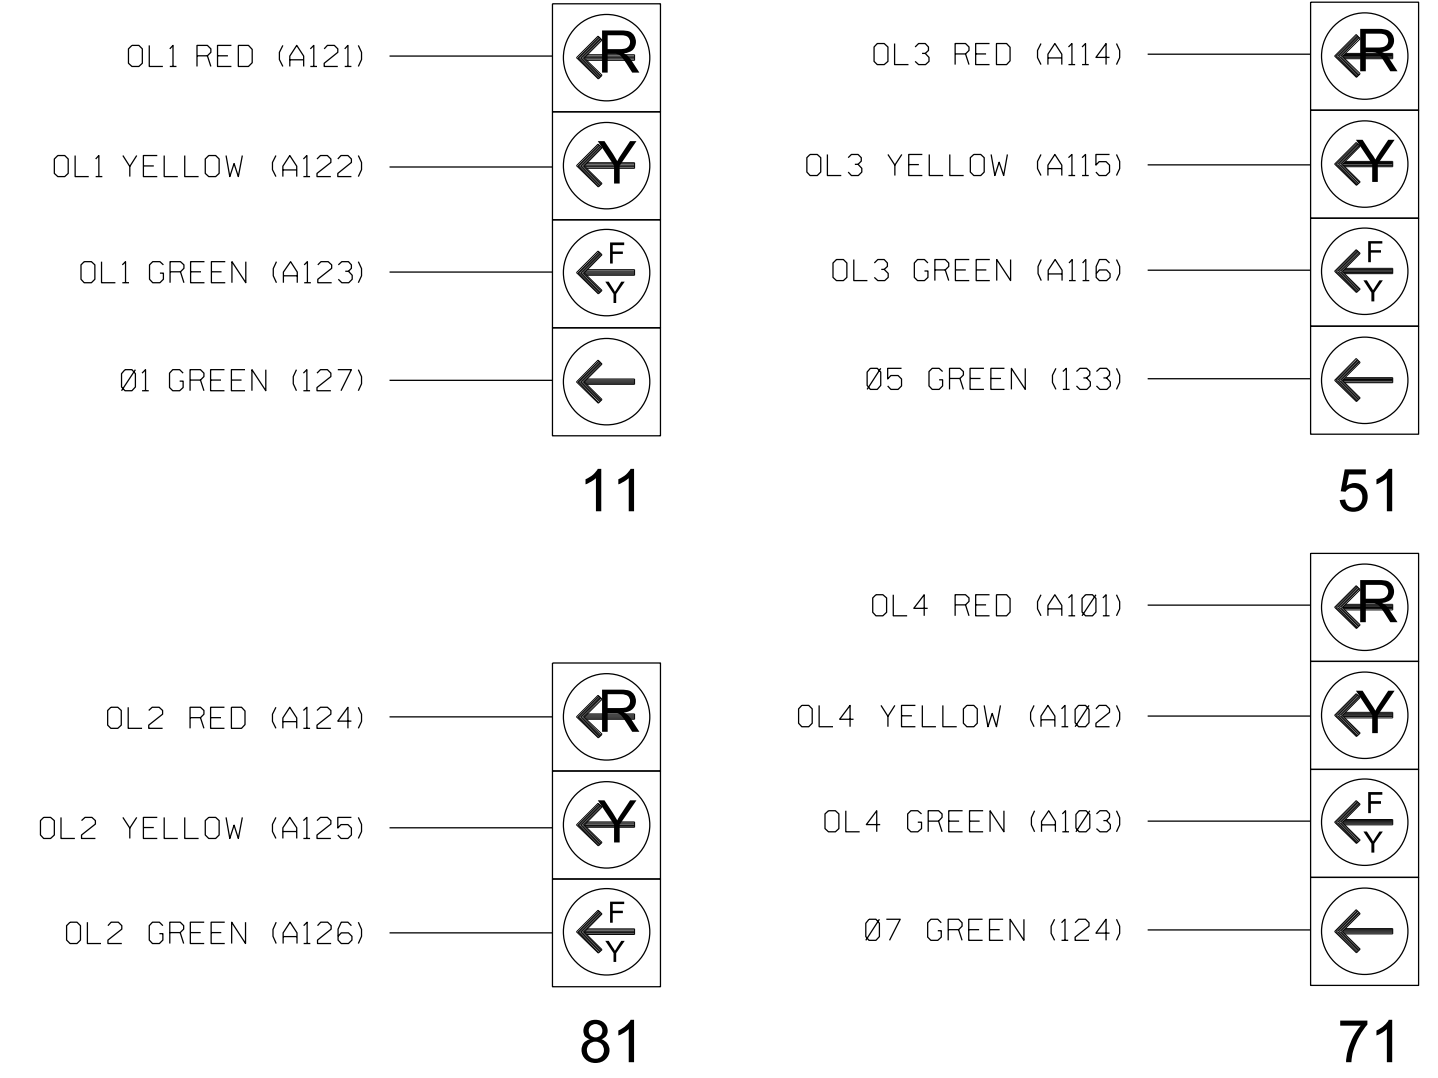 OL1 RED (A121)
R
OL1 YELLOW (A122)
Y
OL1 GREEN (A123)
F
Y
Ø1 GREEN (127)
11
OL3 RED (A114)
R
OL3 YELLOW (A115)
Y
OL3 GREEN (A116)
F
Y
Ø5 GREEN (133)
51
OL2 RED (A124)
R
OL2 YELLOW (A125)
Y
OL2 GREEN (A126)
F
Y
81
OL4 RED (A1Ø1)
R
OL4 YELLOW (A1Ø2)
Y
OL4 GREEN (A1Ø3)
F
Y
Ø7 GREEN (124)
71